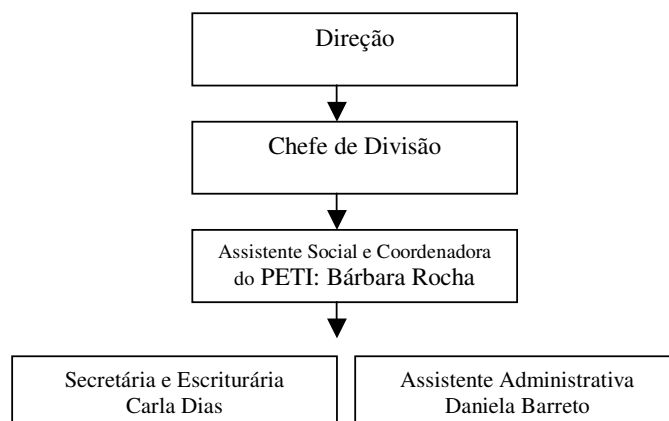 Direção
Chefe de Divisão
Assistente Social e Coordenadora
do PETI: Bárbara Rocha
Secretária e Escriturária
Carla Dias
Assistente Administrativa
Daniela Barreto